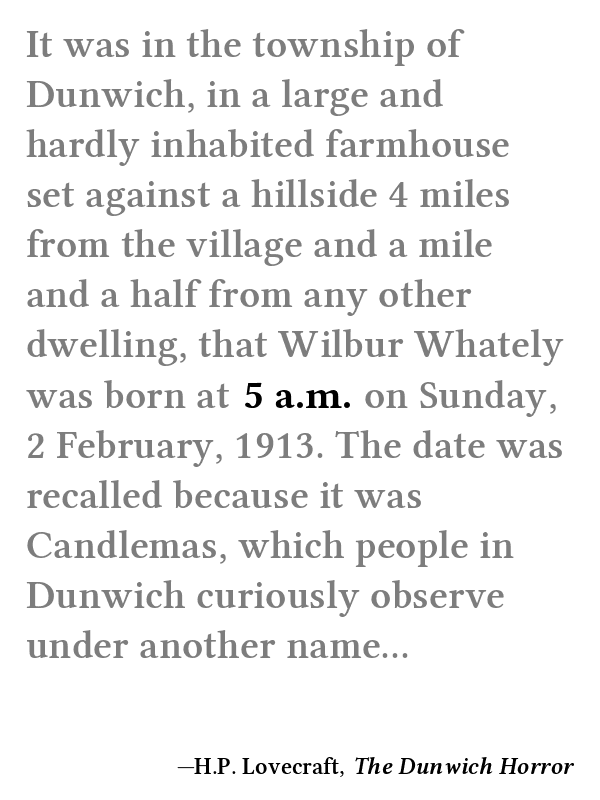 It was in the township of
Dunwich, in a large and
hardly inhabited farmhouse
set against a hillside 4 miles
from the village and a mile
and a half from any other
dwelling, that Wilbur Whately
was born at 5 a.m. on Sunday,
2 February, 1913. The date was
recalled because it was
Candlemas, which people in
Dunwich curiously observe
under another name...
—H.P. Lovecraft, The Dunwich Horror